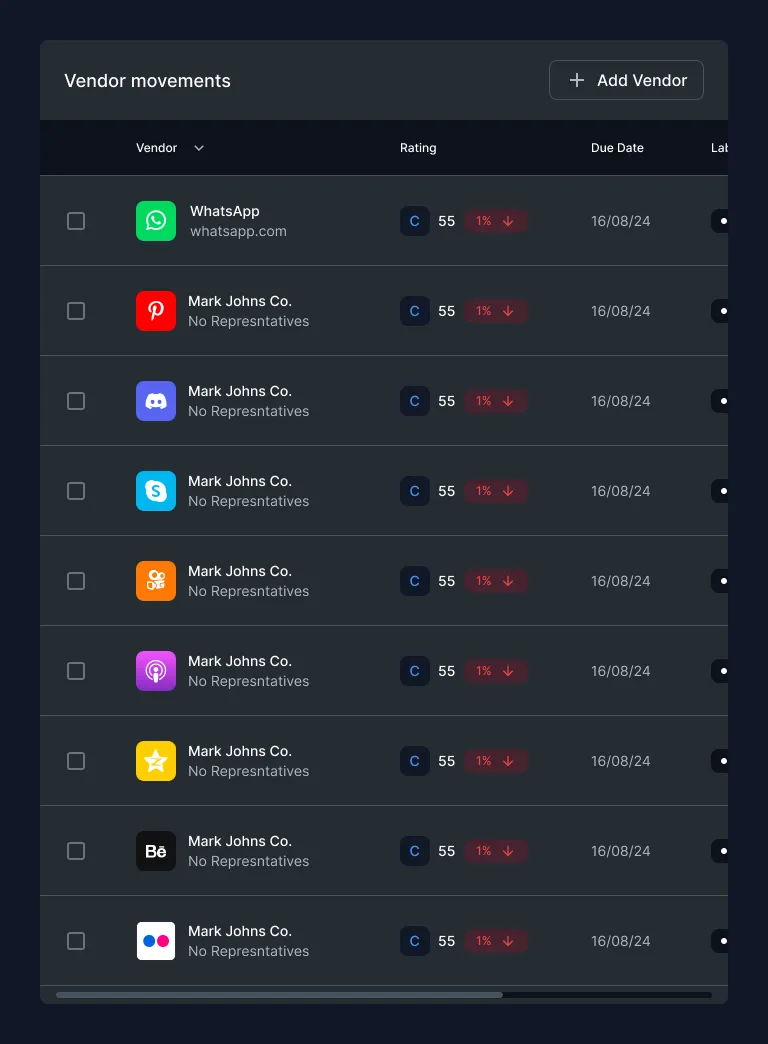 Vendor movements
Add Vendor
Vendor Rating Due Date Lab
WhatsApp
whatsapp.com
C 55 1% 16/08/24
Mark Johns Co.
No Represntatives
C 55 1% 16/08/24
Mark Johns Co.
No Represntatives
C 55 1% 16/08/24
Mark Johns Co.
No Represntatives
C 55 1% 16/08/24
Mark Johns Co.
No Represntatives
C 55 1% 16/08/24
Mark Johns Co.
No Represntatives
C 55 1% 16/08/24
Mark Johns Co.
No Represntatives
C 55 1% 16/08/24
Bē
Mark Johns Co.
No Represntatives
C 55 1% 16/08/24
Mark Johns Co.
No Represntatives
C 55 1% 16/08/24